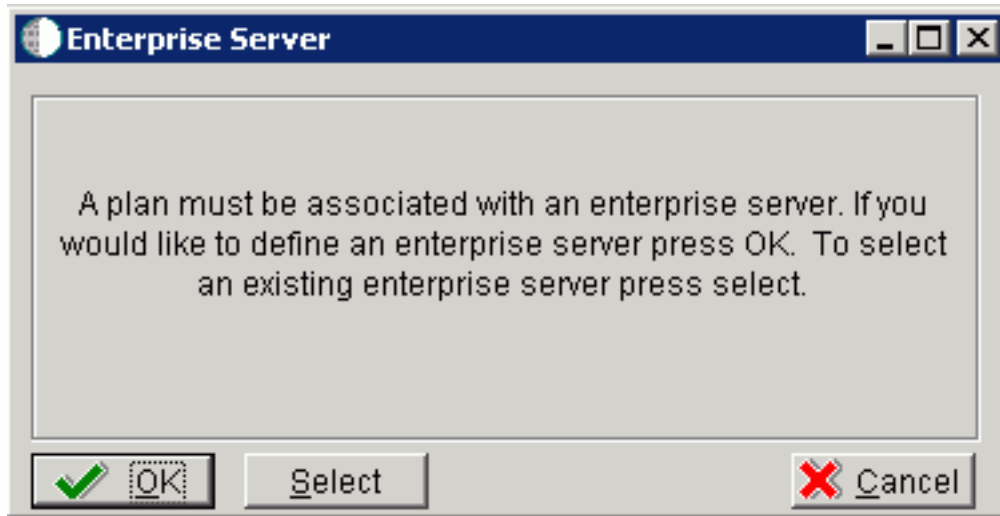 Enterprise Server
A plan must be associated with an enterprise server. If you
would like to define an enterprise server press OK.  To select
an existing enterprise server press select.
OK
Select
Cancel